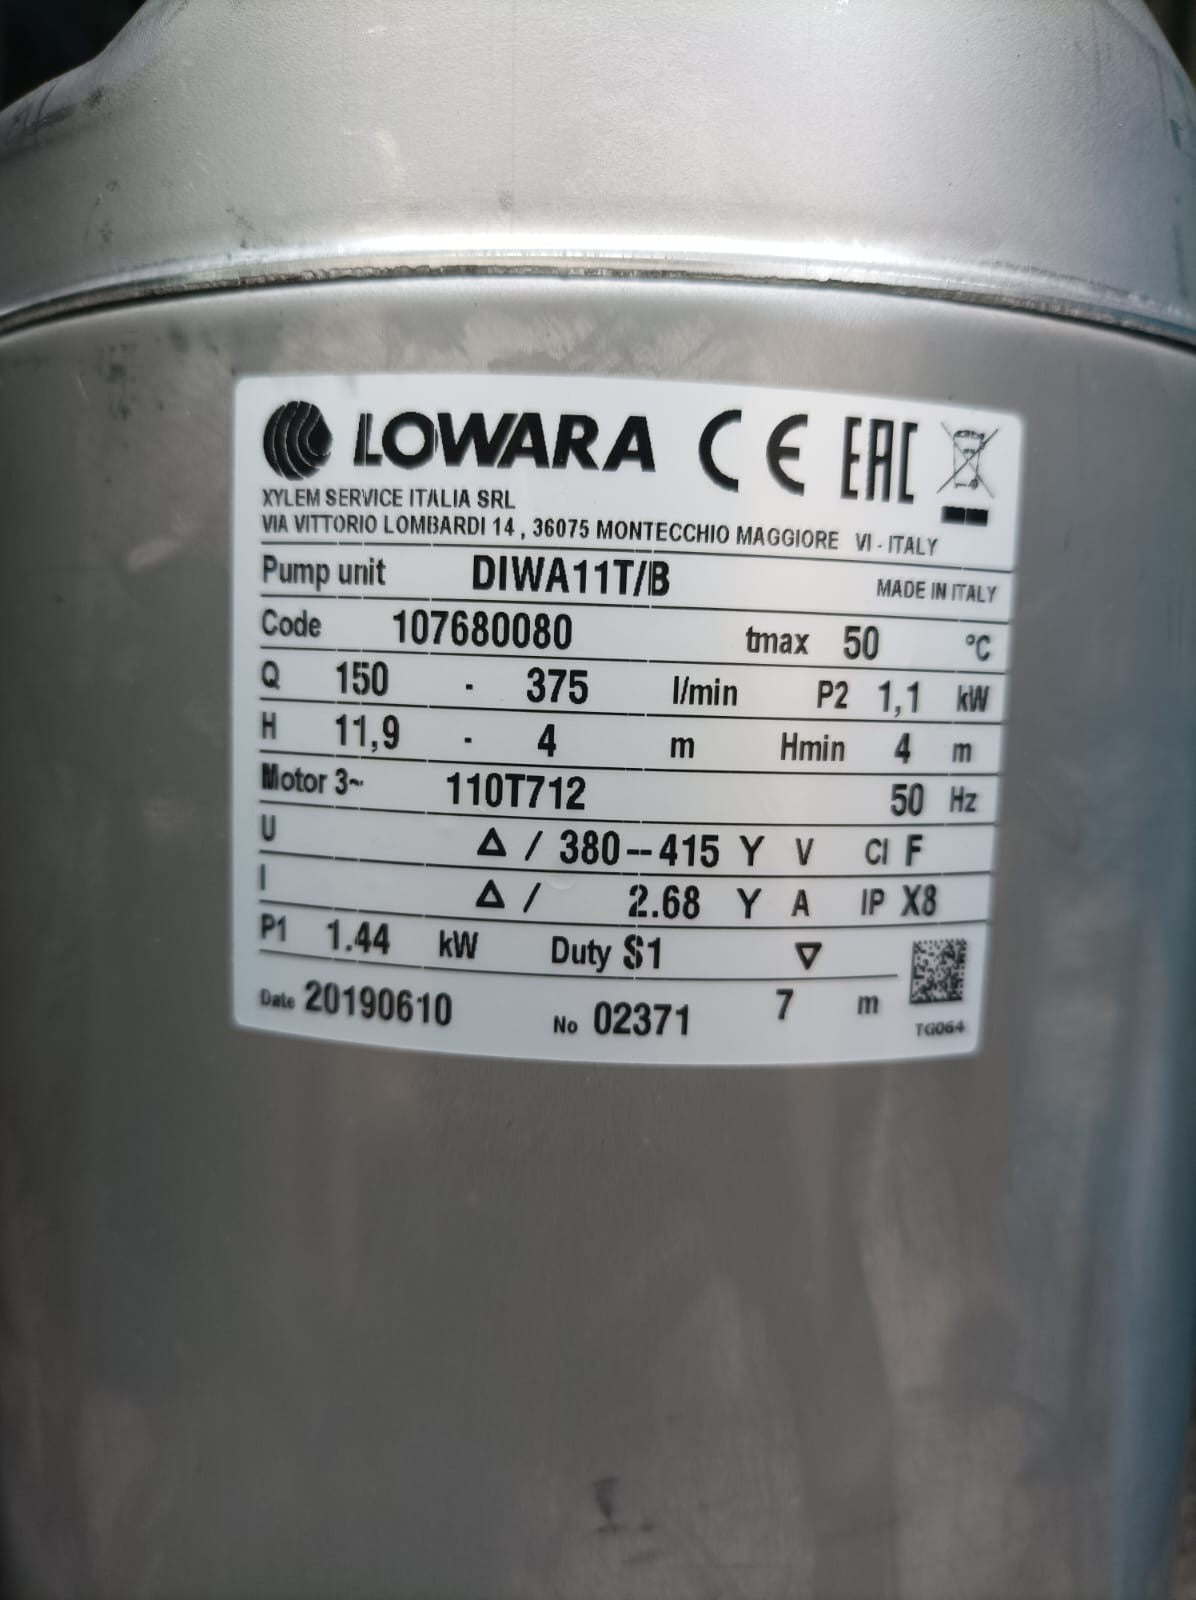 LOWARA CE EAC
XYLEM SERVICE ITALIA SRL
VIA VITTORIO LOMBARDI 14 , 36075 MONTECCHIO MAGGIORE VI - ITALY
Pump unit DIWA11T/B MADE IN ITALY
Code 107680080 tmax 50 °C
Q 150 - 375 l/min P2 1,1 kW
H 11,9 - 4 m Hmin 4 m
Motor 3~ 110T712 50 Hz
U Δ / 380--415 Y V Cl F
I Δ / 2.68 Y A IP X8
P1 1.44 kW Duty S1 ▽
Date 20190610 No 02371 7 m
TG064